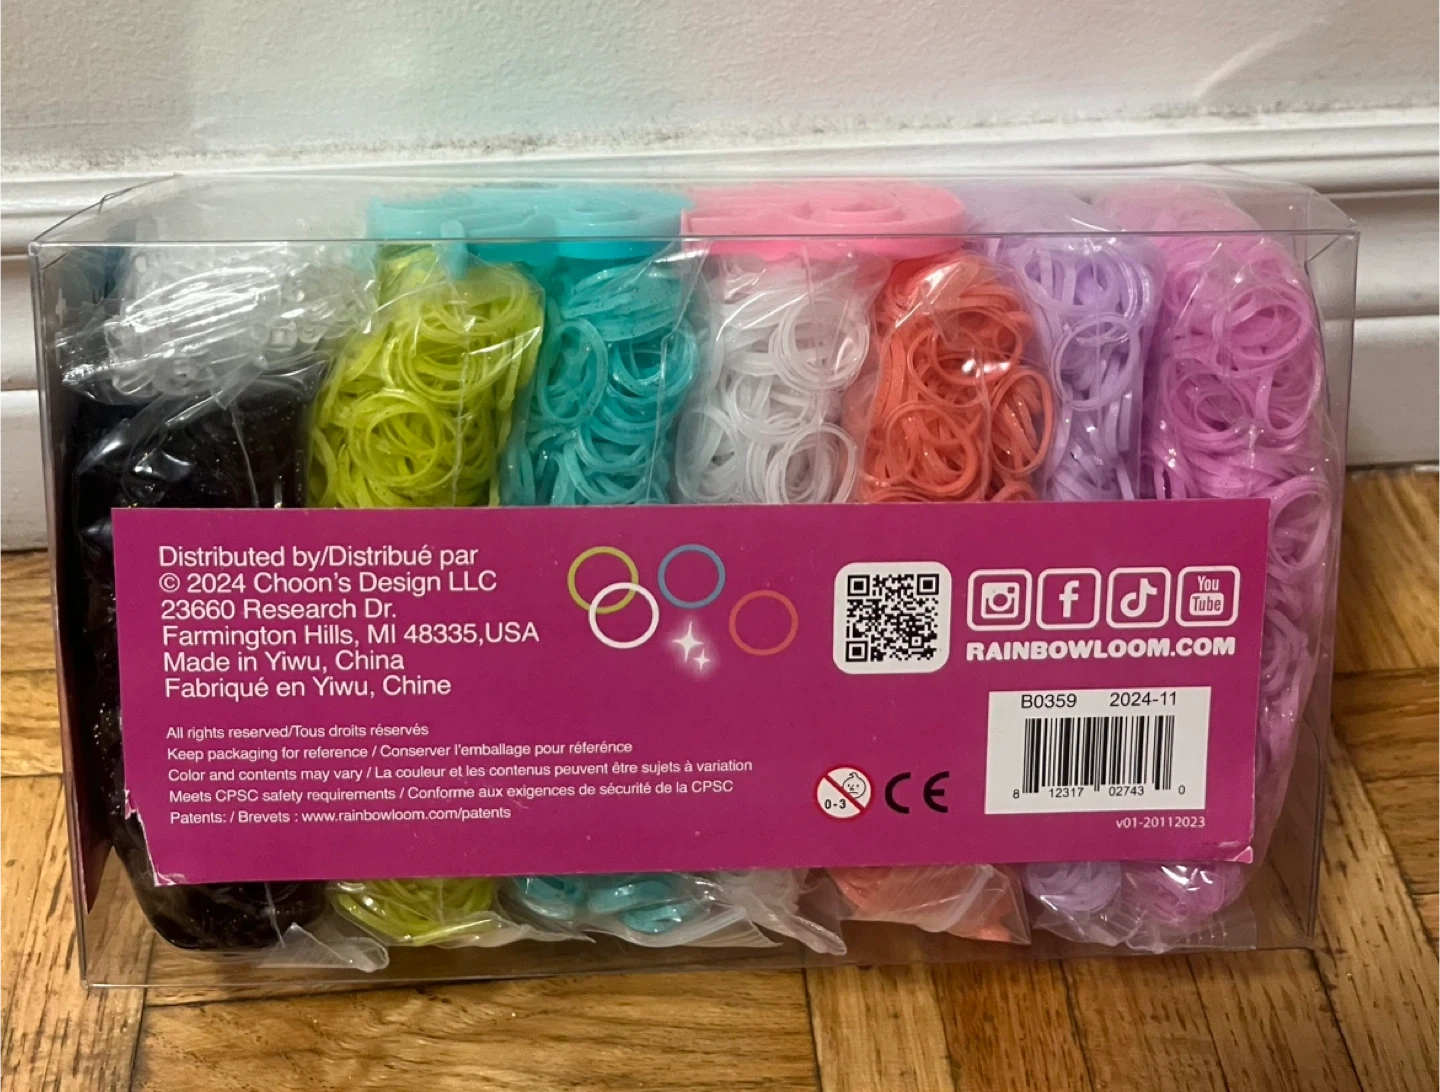 Distributed by/Distribué par
© 2024 Choon's Design LLC
23660 Research Dr.
Farmington Hills, MI 48335,USA
Made in Yiwu, China
Fabriqué en Yiwu, Chine
All rights reserved/Tous droits réservés
Keep packaging for reference / Conserver l'emballage pour référénce
Color and contents may vary / La couleur et les contenus peuvent être sujets à variation
Meets CPSC safety requirements / Conforme aux exigences de sécurité de la CPSC
Patents: / Brevets : www.rainbowloom.com/patents
f
You
Tube
RAINBOWLOOM.COM
B0359 2024-11
8 12317 02743 0
0-3
CE
v01-20112023